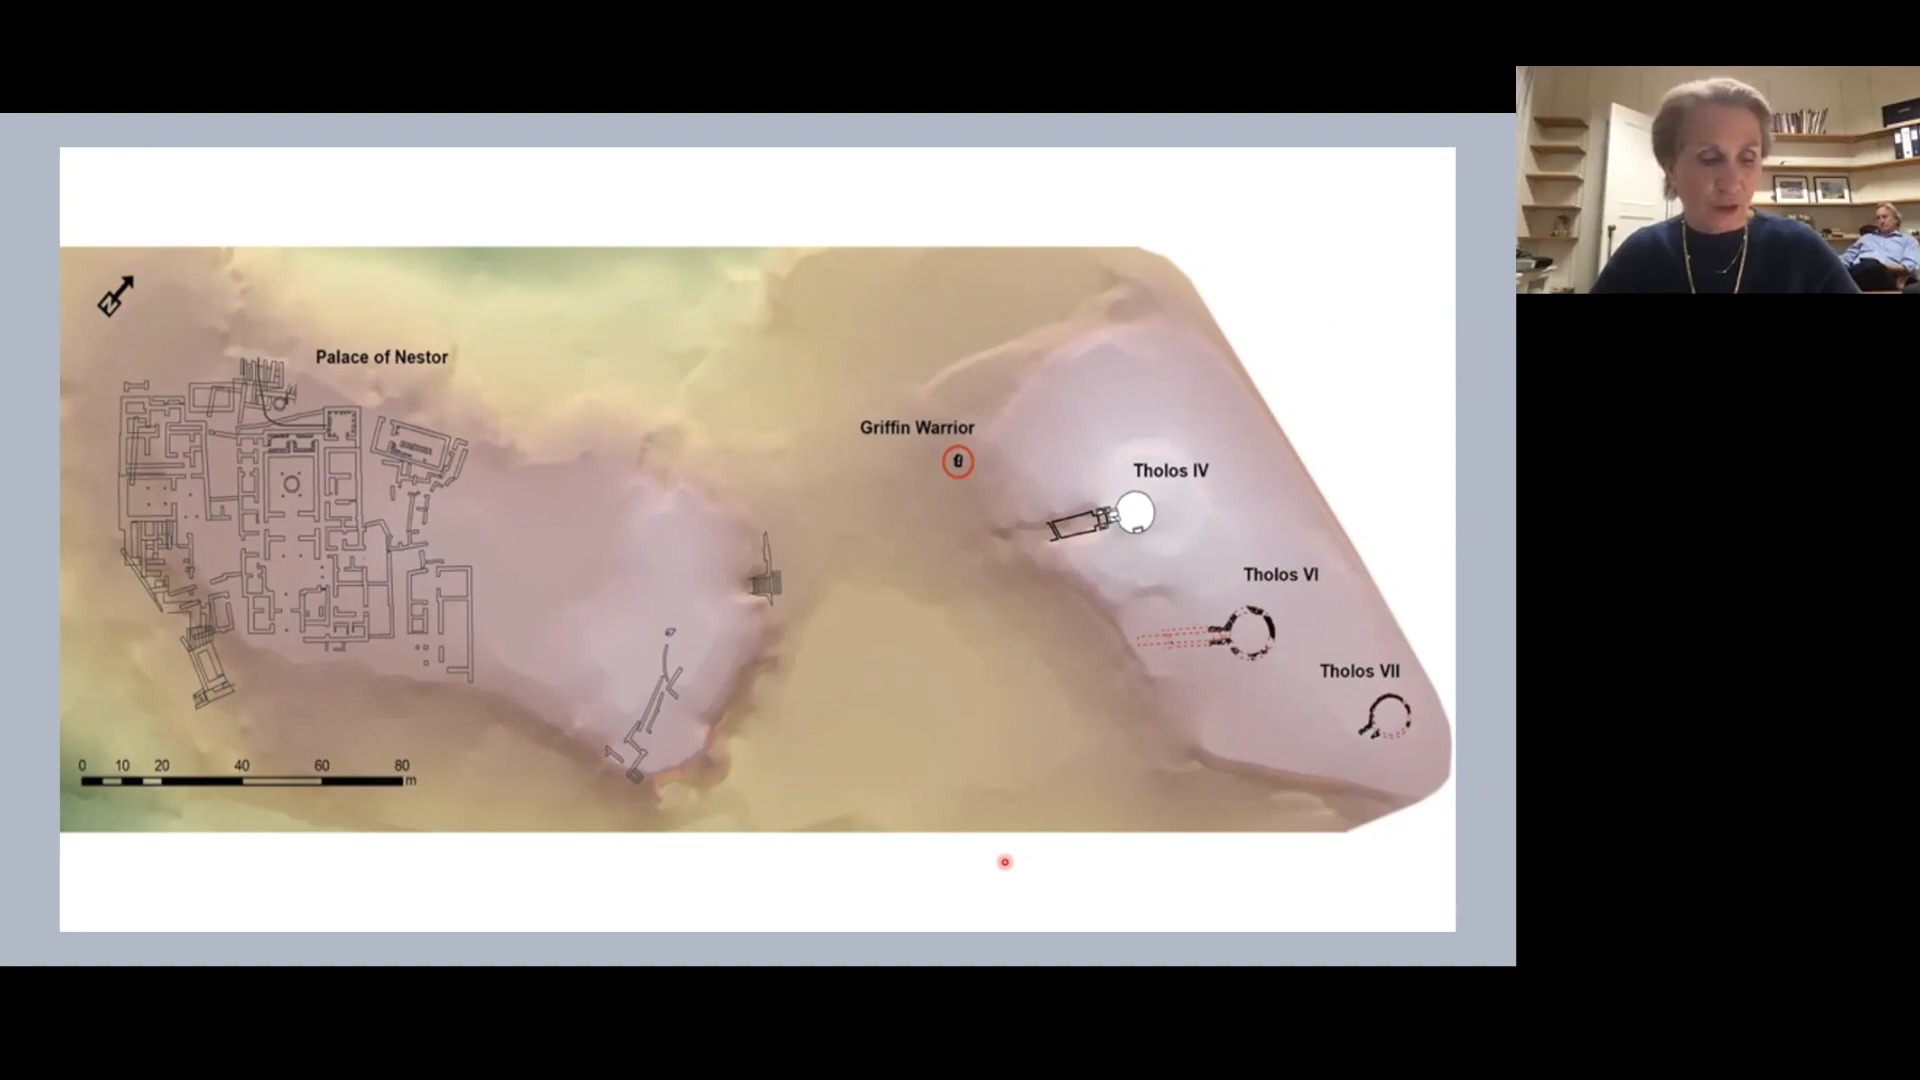 N
Palace of Nestor
Griffin Warrior
Tholos IV
Tholos VI
Tholos VII
0 10 20 40 60 80
m